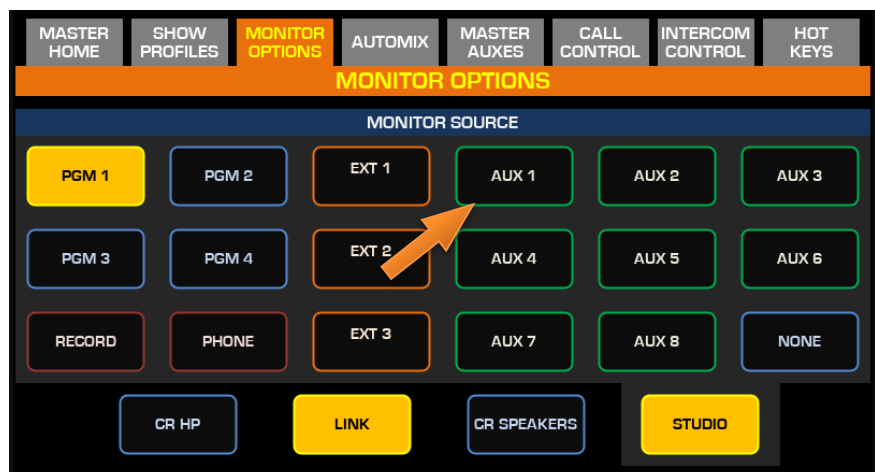 MASTER HOME
SHOW PROFILES
MONITOR OPTIONS
AUTOMIX
MASTER AUXES
CALL CONTROL
INTERCOM CONTROL
HOT KEYS
MONITOR OPTIONS
MONITOR SOURCE
PGM 1
PGM 2
EXT 1
AUX 1
AUX 2
AUX 3
PGM 3
PGM 4
EXT 2
AUX 4
AUX 5
AUX 6
RECORD
PHONE
EXT 3
AUX 7
AUX 8
NONE
CR HP
LINK
CR SPEAKERS
STUDIO